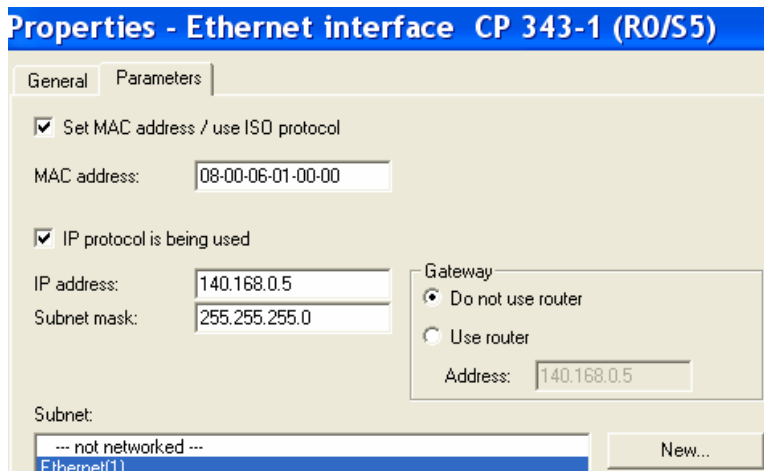 Properties - Ethernet interface CP 343-1 (R0/S5)
General Parameters
Set MAC address / use ISO protocol
MAC address: 08-00-06-01-00-00
IP protocol is being used
IP address: 140.168.0.5
Subnet mask: 255.255.255.0
Gateway
Do not use router
Use router
Address: 140.168.0.5
Subnet:
--- not networked ---
New...
Ethernet(1)